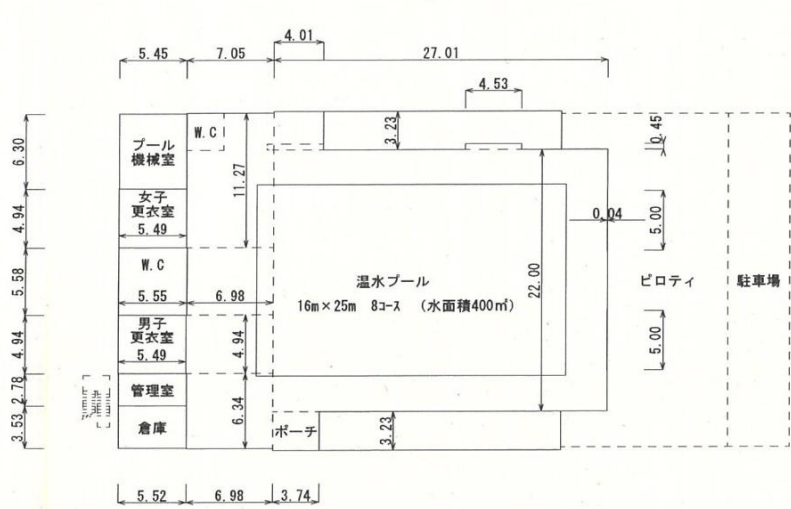 4.01
5.45 7.05 27.01
4.53
W.C
プール
機械室
3.23
0.45
6.30
11.27
女子
更衣室
5.49
4.94
0.04
5.00
W.C
5.55 6.98
5.58
温水プール
16m×25m 8コース (水面積400㎡)
22.00
ピロティ
駐車場
男子
更衣室
5.49
4.94
4.94
5.00
管理室
2.78
6.34
倉庫
3.53
ポーチ
3.23
5.52 6.98 3.74